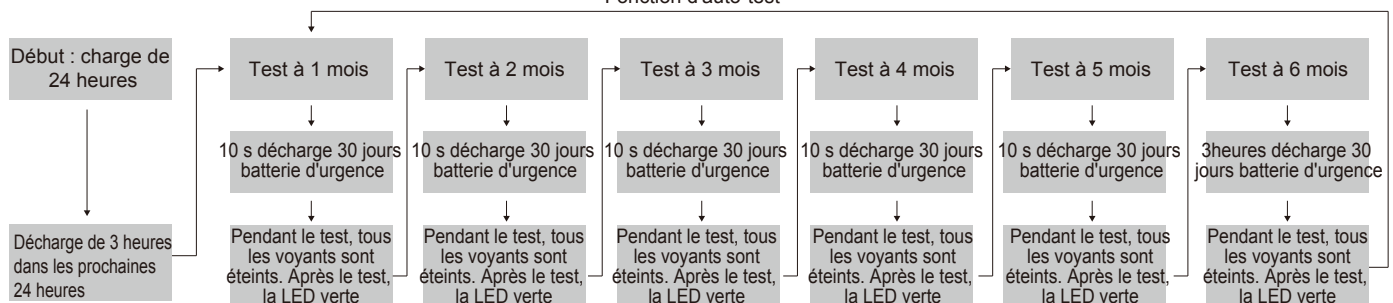 Début : charge de
24 heures
Décharge de 3 heures
dans les prochaines
24 heures
Test à 1 mois
10 s décharge 30 jours
batterie d'urgence
Pendant le test, tous
les voyants sont
éteints. Après le test,
la LED verte
Test à 2 mois
10 s décharge 30 jours
batterie d'urgence
Pendant le test, tous
les voyants sont
éteints. Après le test,
la LED verte
Test à 3 mois
10 s décharge 30 jours
batterie d'urgence
Pendant le test, tous
les voyants sont
éteints. Après le test,
la LED verte
Test à 4 mois
10 s décharge 30 jours
batterie d'urgence
Pendant le test, tous
les voyants sont
éteints. Après le test,
la LED verte
Test à 5 mois
10 s décharge 30 jours
batterie d'urgence
Pendant le test, tous
les voyants sont
éteints. Après le test,
la LED verte
Test à 6 mois
3heures décharge 30
jours batterie d'urgence
Pendant le test, tous
les voyants sont
éteints. Après le test,
la LED verte